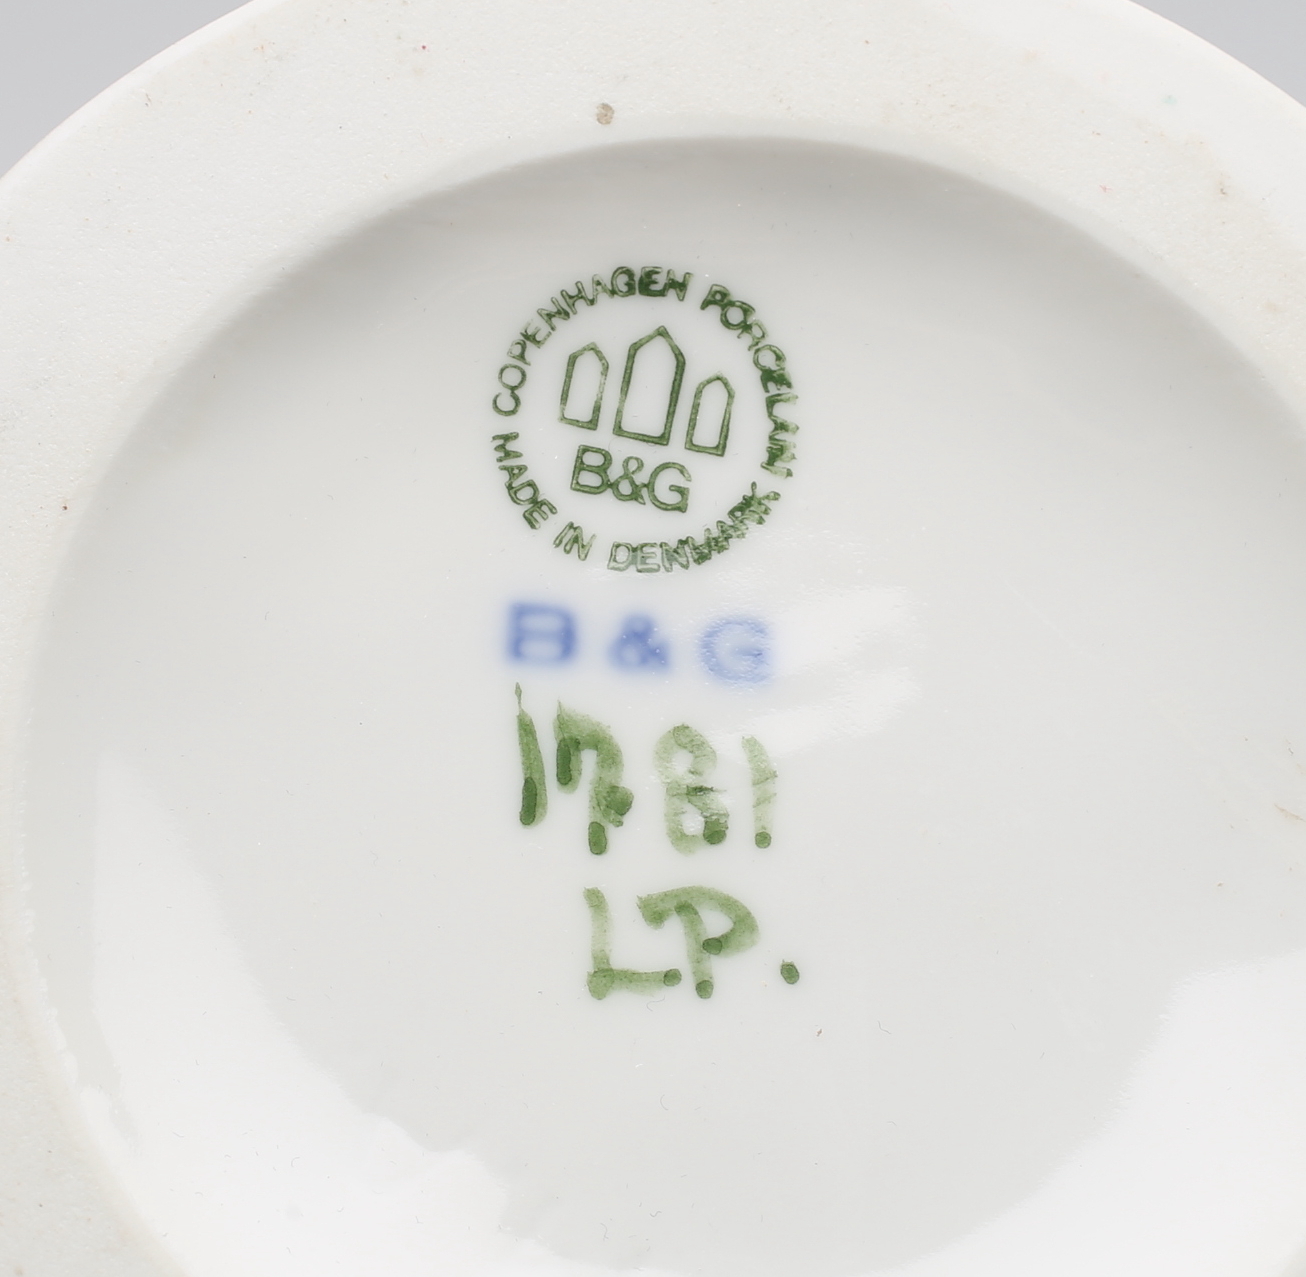 COPENHAGEN PORCELAIN
MADE IN DENMARK
B&G
B & G
1781
LP.